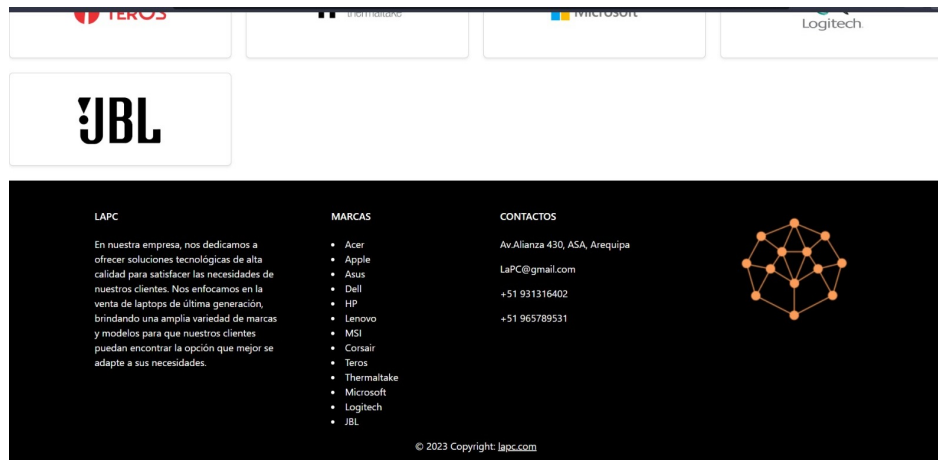 TEROS
thermaltake
Microsoft
Logitech
JBL
LAPC
En nuestra empresa, nos dedicamos a
ofrecer soluciones tecnológicas de alta
calidad para satisfacer las necesidades de
nuestros clientes. Nos enfocamos en la
venta de laptops de última generación,
brindando una amplia variedad de marcas
y modelos para que nuestros clientes
puedan encontrar la opción que mejor se
adapte a sus necesidades.
MARCAS
• Acer
• Apple
• Asus
• Dell
• HP
• Lenovo
• MSI
• Corsair
• Teros
• Thermaltake
• Microsoft
• Logitech
• JBL
CONTACTOS
Av.Alianza 430, ASA, Arequipa
LaPC@gmail.com
+51 931316402
+51 965789531
© 2023 Copyright: lapc.com